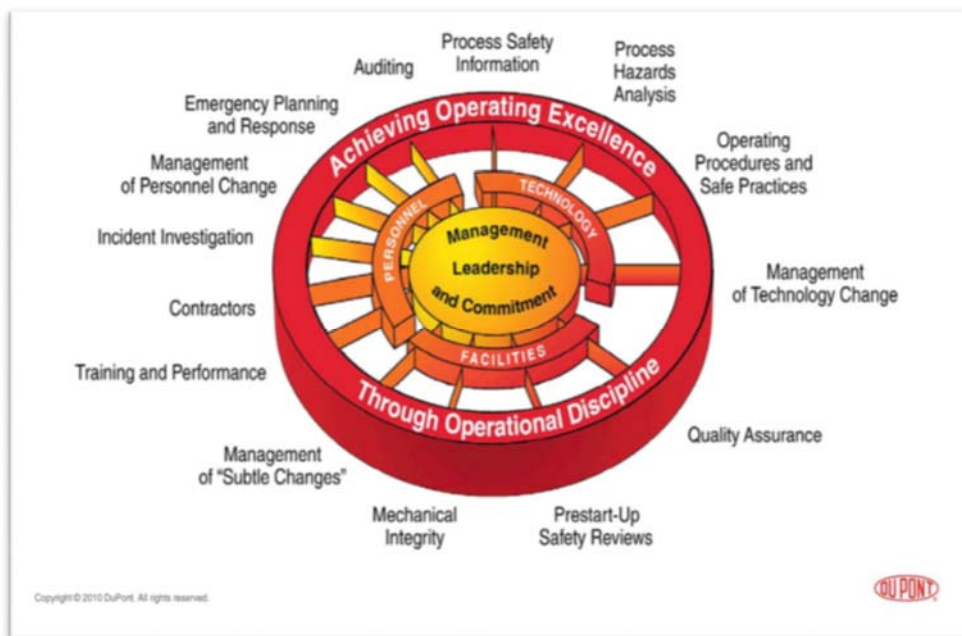 Process Safety
Information
Process
Hazards
Analysis
Auditing
Emergency Planning
and Response
Achieving Operating Excellence
Operating
Procedures and
Safe Practices
Management
of Personnel Change
TECHNOLOGY
PERSONNEL
Incident Investigation
Management
Leadership
and Commitment
Management
of Technology Change
Contractors
FACILITIES
Training and Performance
Through Operational Discipline
Quality Assurance
Management
of “Subtle Changes”
Mechanical
Integrity
Prestart-Up
Safety Reviews
Copyright © 2010 DuPont. All rights reserved.
DUPONT